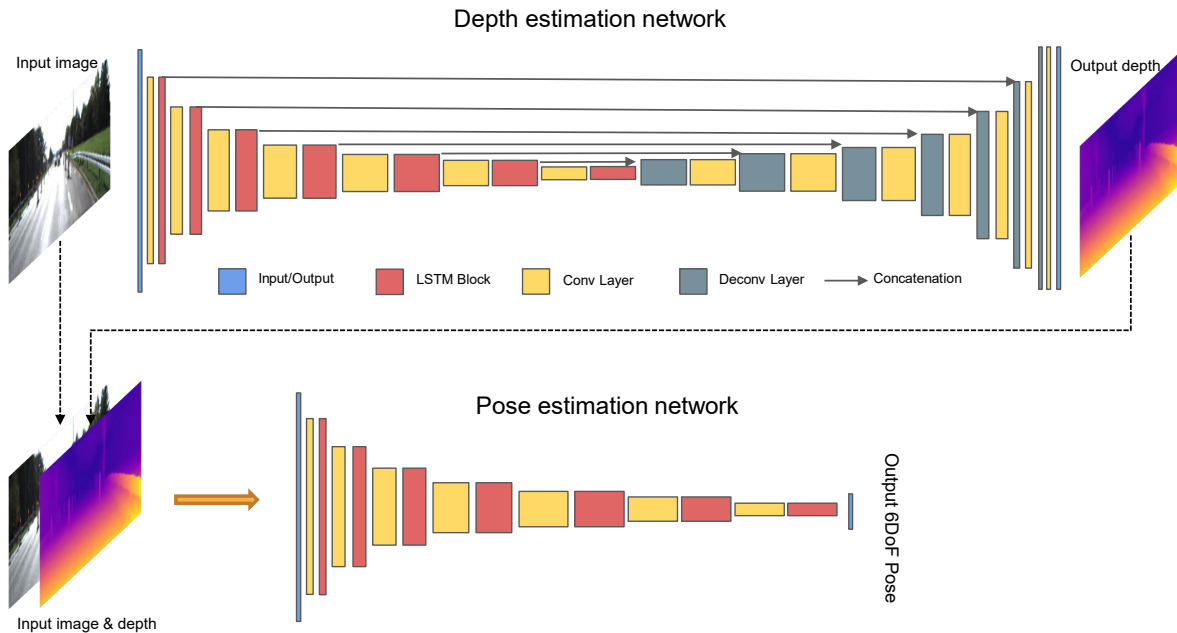 Depth estimation network
Input image
Output depth
Input/Output
LSTM Block
Conv Layer
Deconv Layer
Concatenation
Pose estimation network
Output 6DoF Pose
Input image & depth